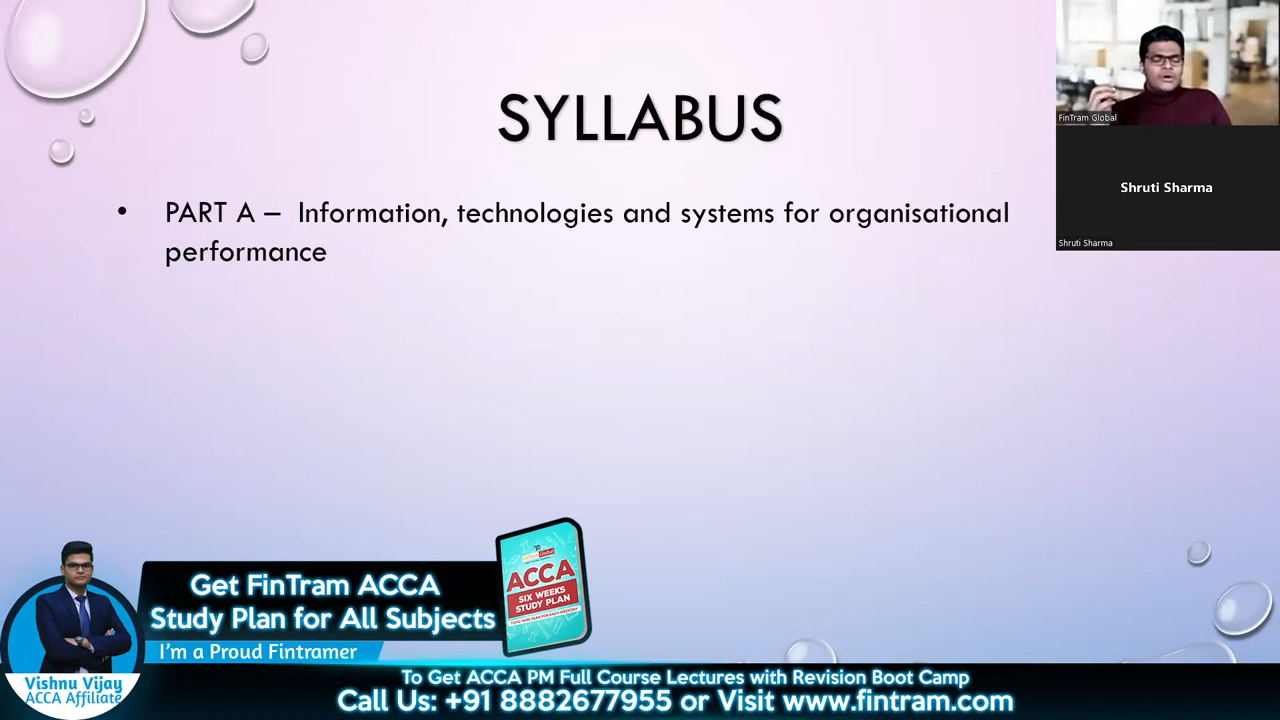 SYLLABUS
• PART A – Information, technologies and systems for organisational
performance
FinTram Global
Shruti Sharma
Shruti Sharma
Get FinTram ACCA
Study Plan for All Subjects
I'm a Proud Fintramer
ACCA
SIX WEEKS
STUDY PLAN
Vishnu Vijay
ACCA Affiliate
To Get ACCA PM Full Course Lectures with Revision Boot Camp
Call Us: +91 8882677955 or Visit www.fintram.com